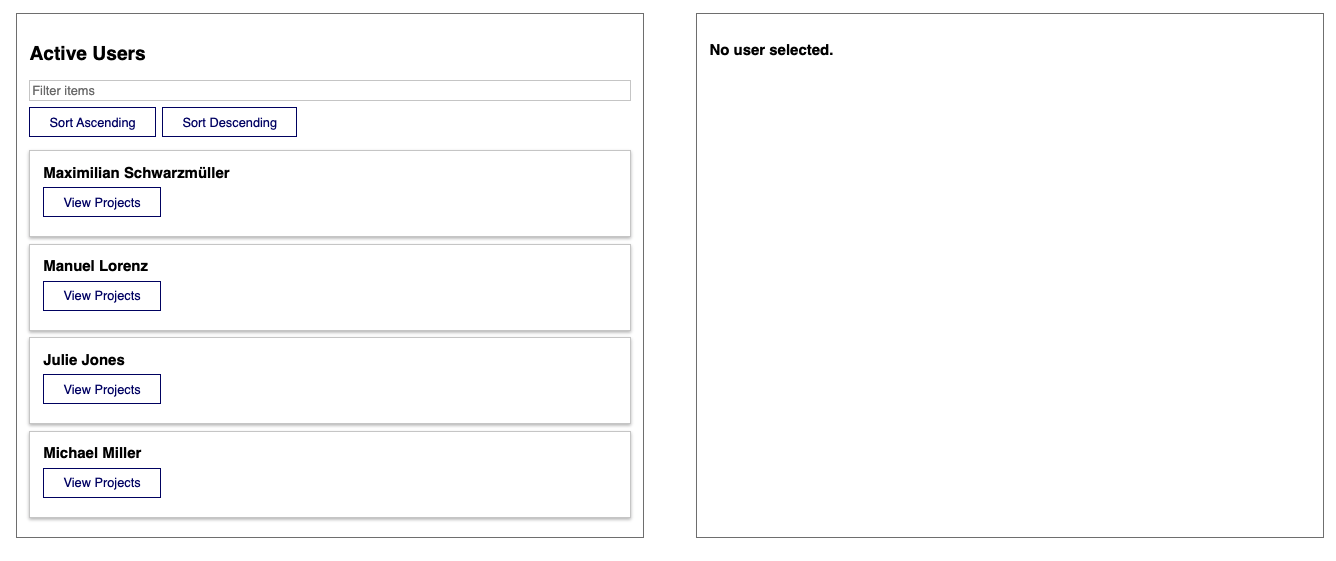 Active Users
Filter items
Sort Ascending Sort Descending
Maximilian Schwarzmüller
View Projects
Manuel Lorenz
View Projects
Julie Jones
View Projects
Michael Miller
View Projects
No user selected.